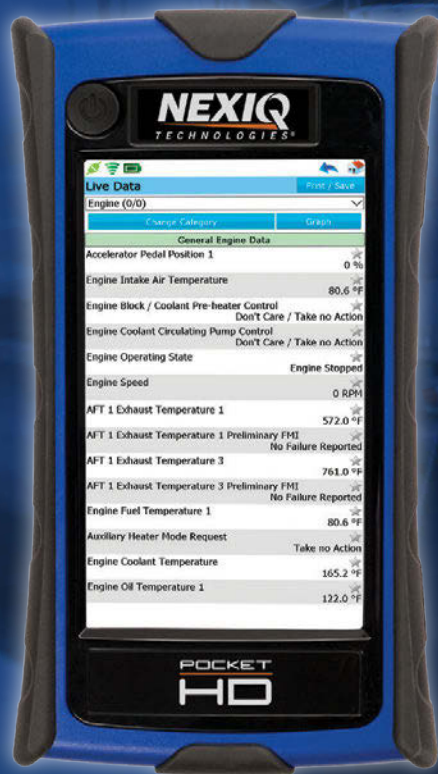 NEXIQ
TECHNOLOGIES®
Live Data
Print / Save
Engine (0/0)
Change Category
Graph
General Engine Data
Accelerator Pedal Position 1
0 %
Engine Intake Air Temperature
80.6 °F
Engine Block / Coolant Pre-heater Control
Don't Care / Take no Action
Engine Coolant Circulating Pump Control
Don't Care / Take no Action
Engine Operating State
Engine Stopped
Engine Speed
0 RPM
AFT 1 Exhaust Temperature 1
572.0 °F
AFT 1 Exhaust Temperature 1 Preliminary FMI
No Failure Reported
AFT 1 Exhaust Temperature 3
761.0 °F
AFT 1 Exhaust Temperature 3 Preliminary FMI
No Failure Reported
Engine Fuel Temperature 1
80.6 °F
Auxiliary Heater Mode Request
Take no Action
Engine Coolant Temperature
165.2 °F
Engine Oil Temperature 1
122.0 °F
POCKET
HD